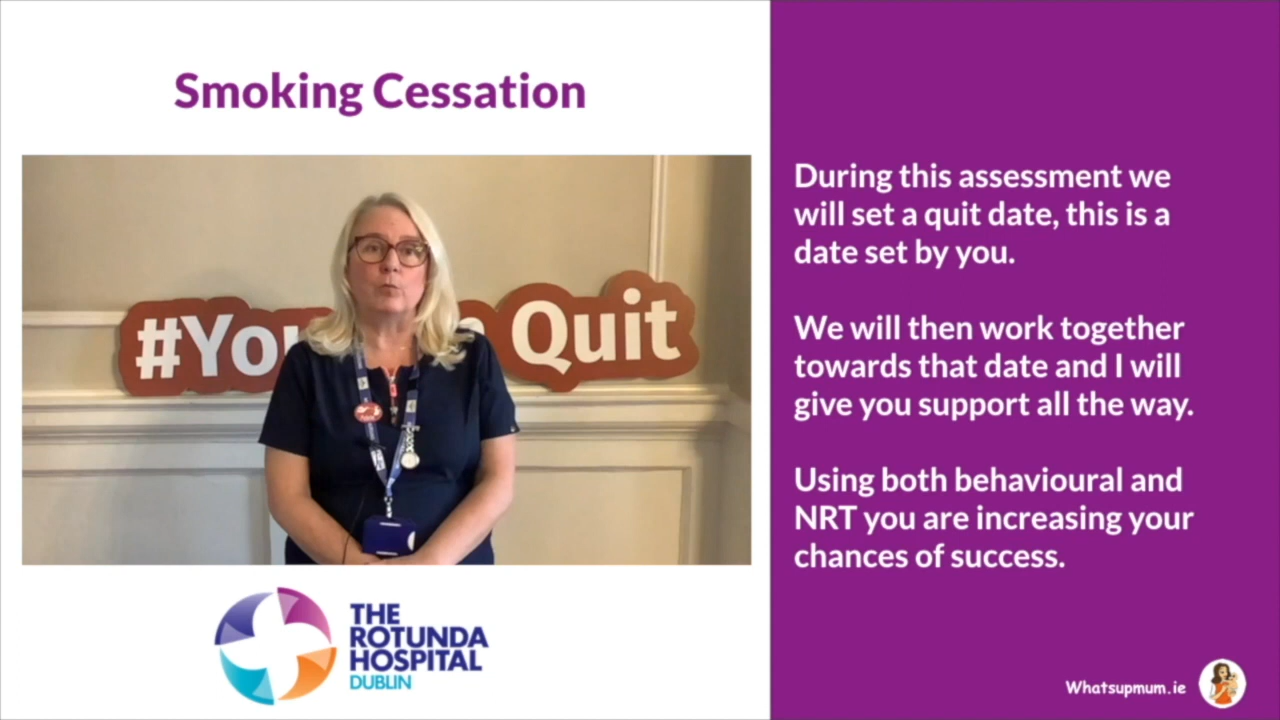 Smoking Cessation
#You Quit
THE
ROTUNDA
HOSPITAL
DUBLIN
During this assessment we
will set a quit date, this is a
date set by you.
We will then work together
towards that date and I will
give you support all the way.
Using both behavioural and
NRT you are increasing your
chances of success.
Whatsupmum.ie